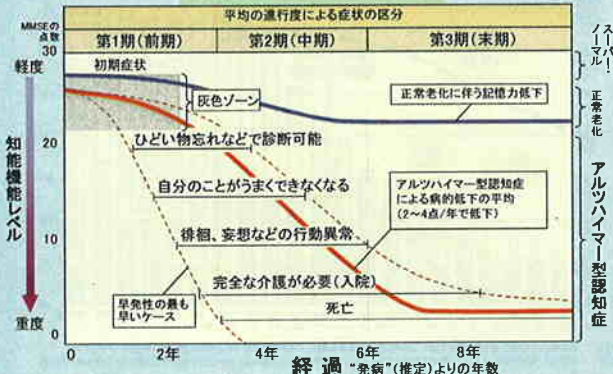 平均の進行度による症状の区分
MMSEの
点数
第1期(前期)
第2期(中期)
第3期(末期)
スーパー！
ノーマル
正常老化
アルツハイマー型認知症
30
20
10
0
軽度
知能機能レベル
重度
初期症状
灰色ゾーン
正常老化に伴う記憶力低下
ひどい物忘れなどで診断可能
自分のことがうまくできなくなる
アルツハイマー型認知症
による病的低下の平均
(2～4点/年で低下)
徘徊、妄想などの行動異常
完全な介護が必要(入院)
早発性の最も
早いケース
死亡
0
2年
4年
6年
8年
経過 “発病”(推定)よりの年数